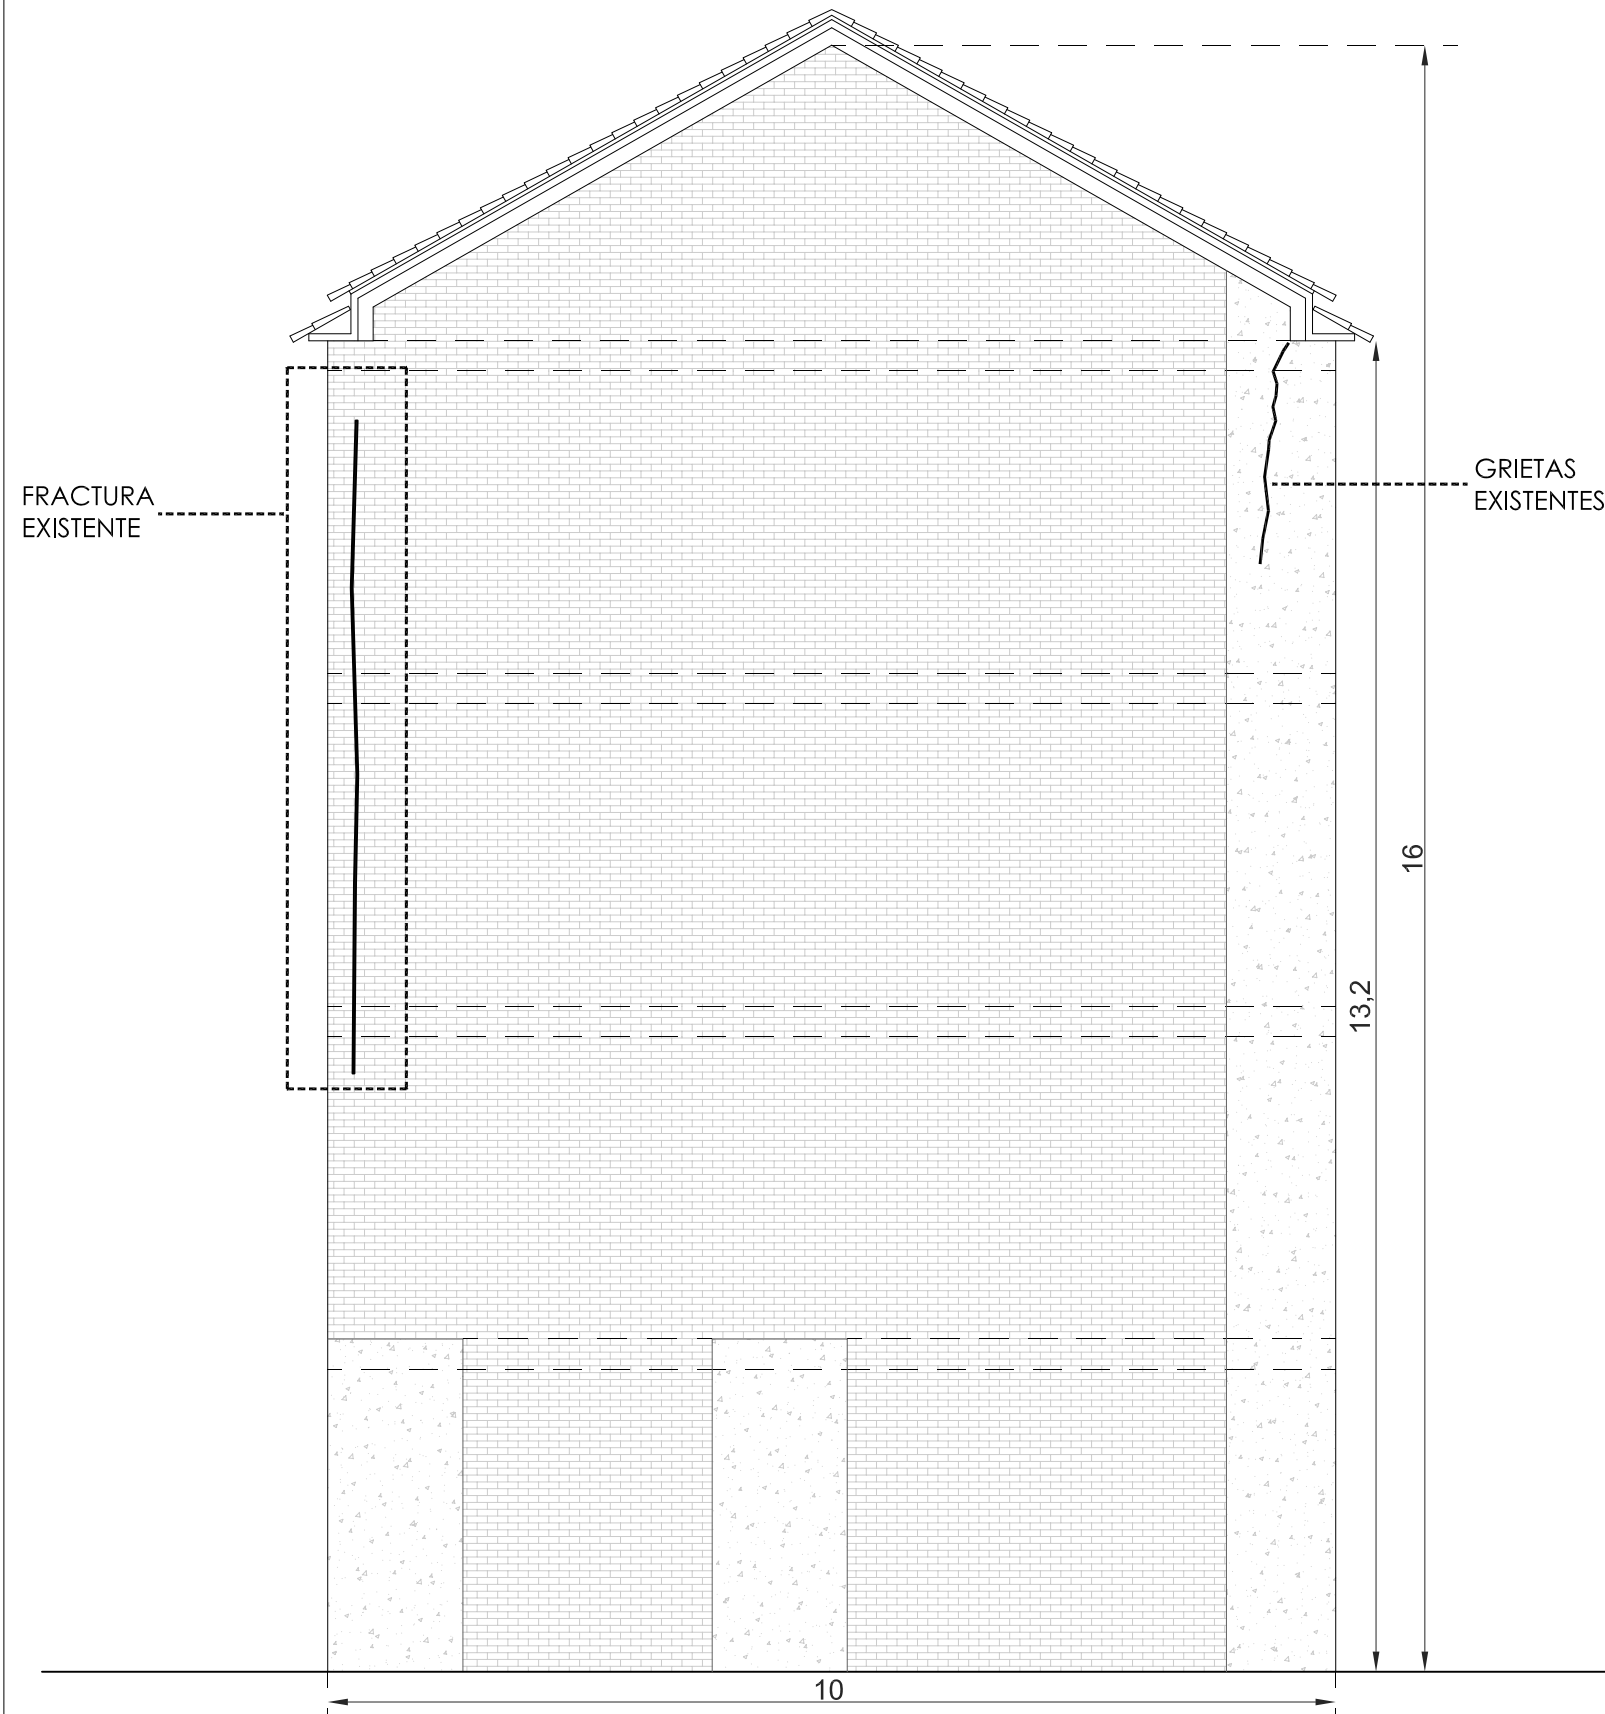 FRACTURA
EXISTENTE
GRIETAS
EXISTENTES
16
13,2
10